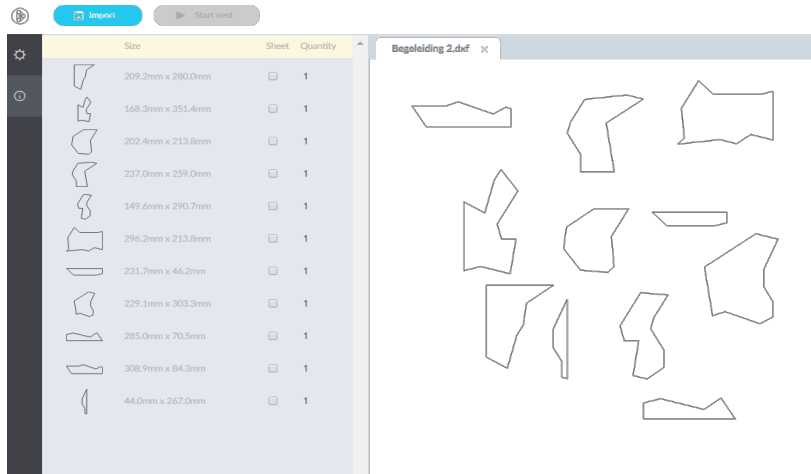 Import
Start nest
Begeleiding 2.dxf
Size Sheet Quantity
209.2mm x 280.0mm 1
168.3mm x 351.4mm 1
202.4mm x 213.8mm 1
237.0mm x 259.0mm 1
149.6mm x 290.7mm 1
296.2mm x 213.8mm 1
231.7mm x 46.2mm 1
229.1mm x 303.3mm 1
285.0mm x 70.5mm 1
308.9mm x 84.3mm 1
44.0mm x 267.0mm 1